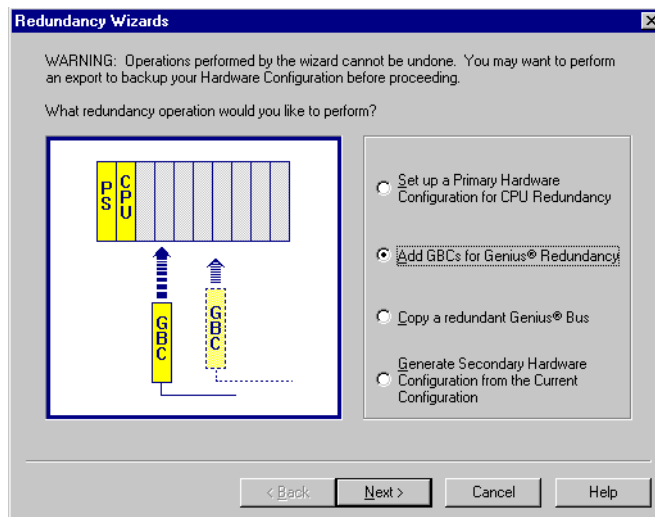 Redundancy Wizards
WARNING: Operations performed by the wizard cannot be undone. You may want to perform
an export to backup your Hardware Configuration before proceeding.
What redundancy operation would you like to perform?
PS
CPU
GBC
GBC
Set up a Primary Hardware
Configuration for CPU Redundancy
Add GBCs for Genius® Redundancy
Copy a redundant Genius® Bus
Generate Secondary Hardware
Configuration from the Current
Configuration
< Back
Next >
Cancel
Help